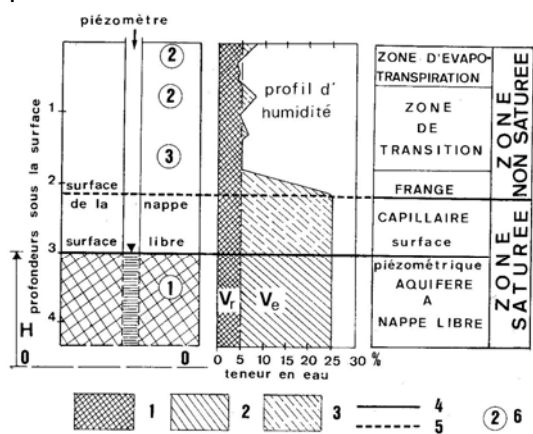 piézomètre
profondeurs sous la surface
1
2
3
4
H
0
0
2
2
3
1
surface
de la
nappe
surface
libre
profil d'
humidité
Vr
Ve
0 5 10 15 20 25 30 %
teneur en eau
ZONE D'EVAPO-
TRANSPIRATION
ZONE
DE
TRANSITION
FRANGE
CAPILLAIRE
surface
piézométrique
AQUIFERE
A
NAPPE LIBRE
ZONE
NON SATUREE
ZONE
SATURÉE
1
2
3
4
5
2 6